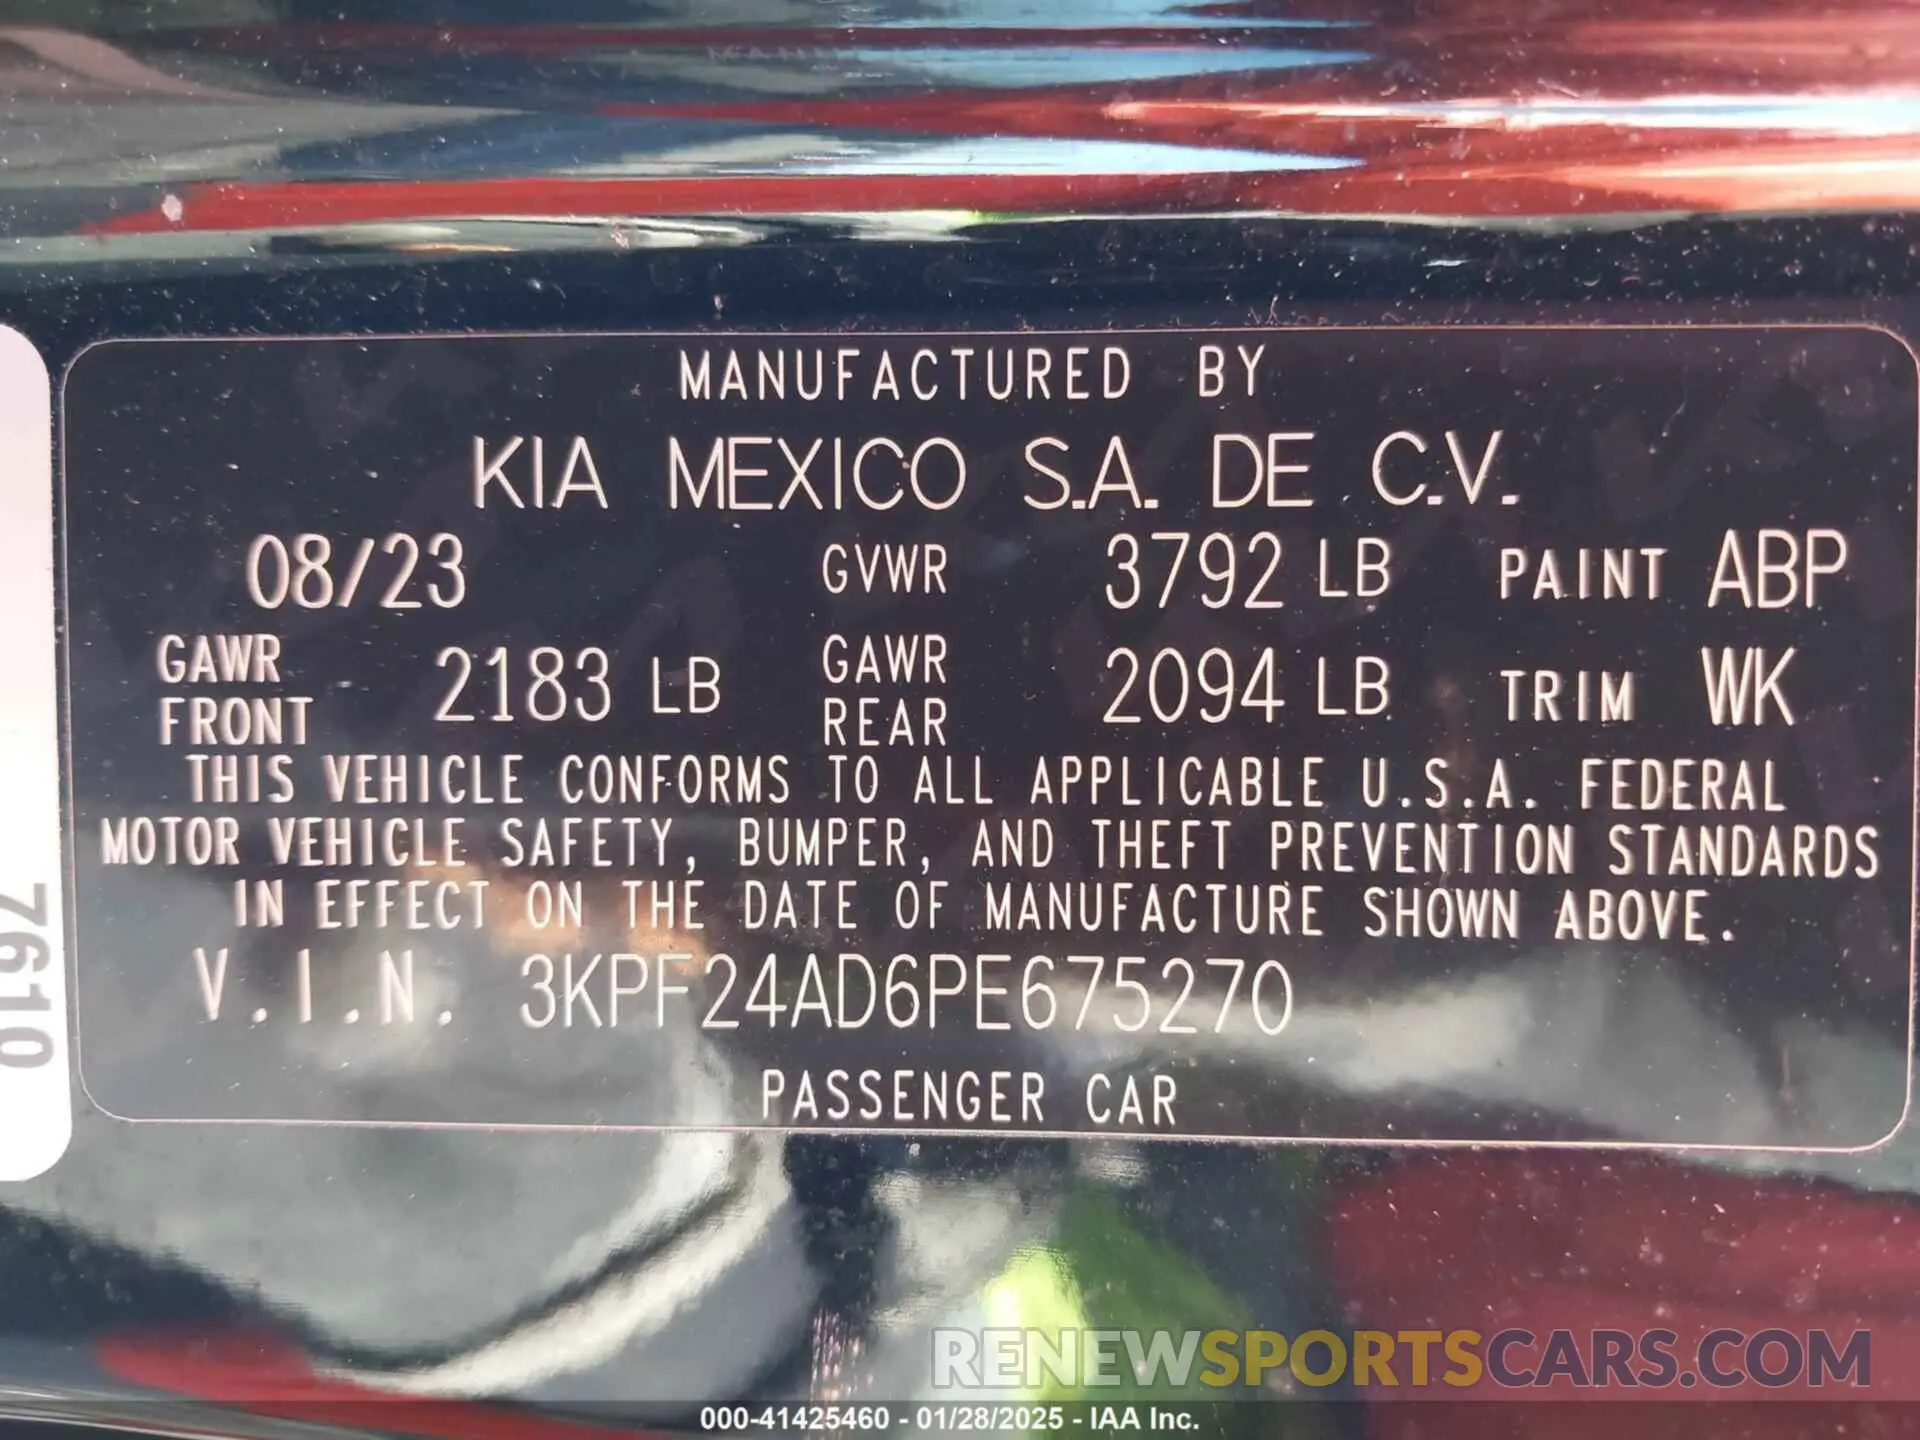 MANUFACTURED BY
KIA MEXICO S.A. DE C.V.
08/23 GVWR 3792 LB PAINT ABP
GAWR FRONT 2183 LB GAWR REAR 2094 LB TRIM WK
THIS VEHICLE CONFORMS TO ALL APPLICABLE U.S.A. FEDERAL
MOTOR VEHICLE SAFETY, BUMPER, AND THEFT PREVENTION STANDARDS
IN EFFECT ON THE DATE OF MANUFACTURE SHOWN ABOVE.
V.I.N. 3KPF24AD6PE675270
PASSENGER CAR
7610
RENEWSPORTSCARS.COM
000-41425460 - 01/28/2025 - IAA Inc.